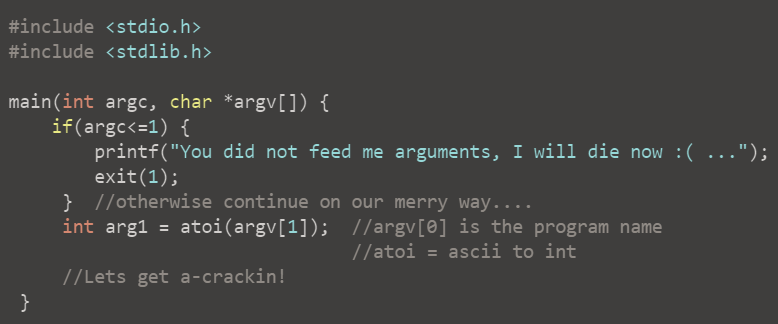 #include <stdio.h>
#include <stdlib.h>
main(int argc, char *argv[]) {
if(argc<=1) {
printf("You did not feed me arguments, I will die now :( ...");
exit(1);
} //otherwise continue on our merry way....
int arg1 = atoi(argv[1]); //argv[0] is the program name
//atoi = ascii to int
//Lets get a-crackin!
}